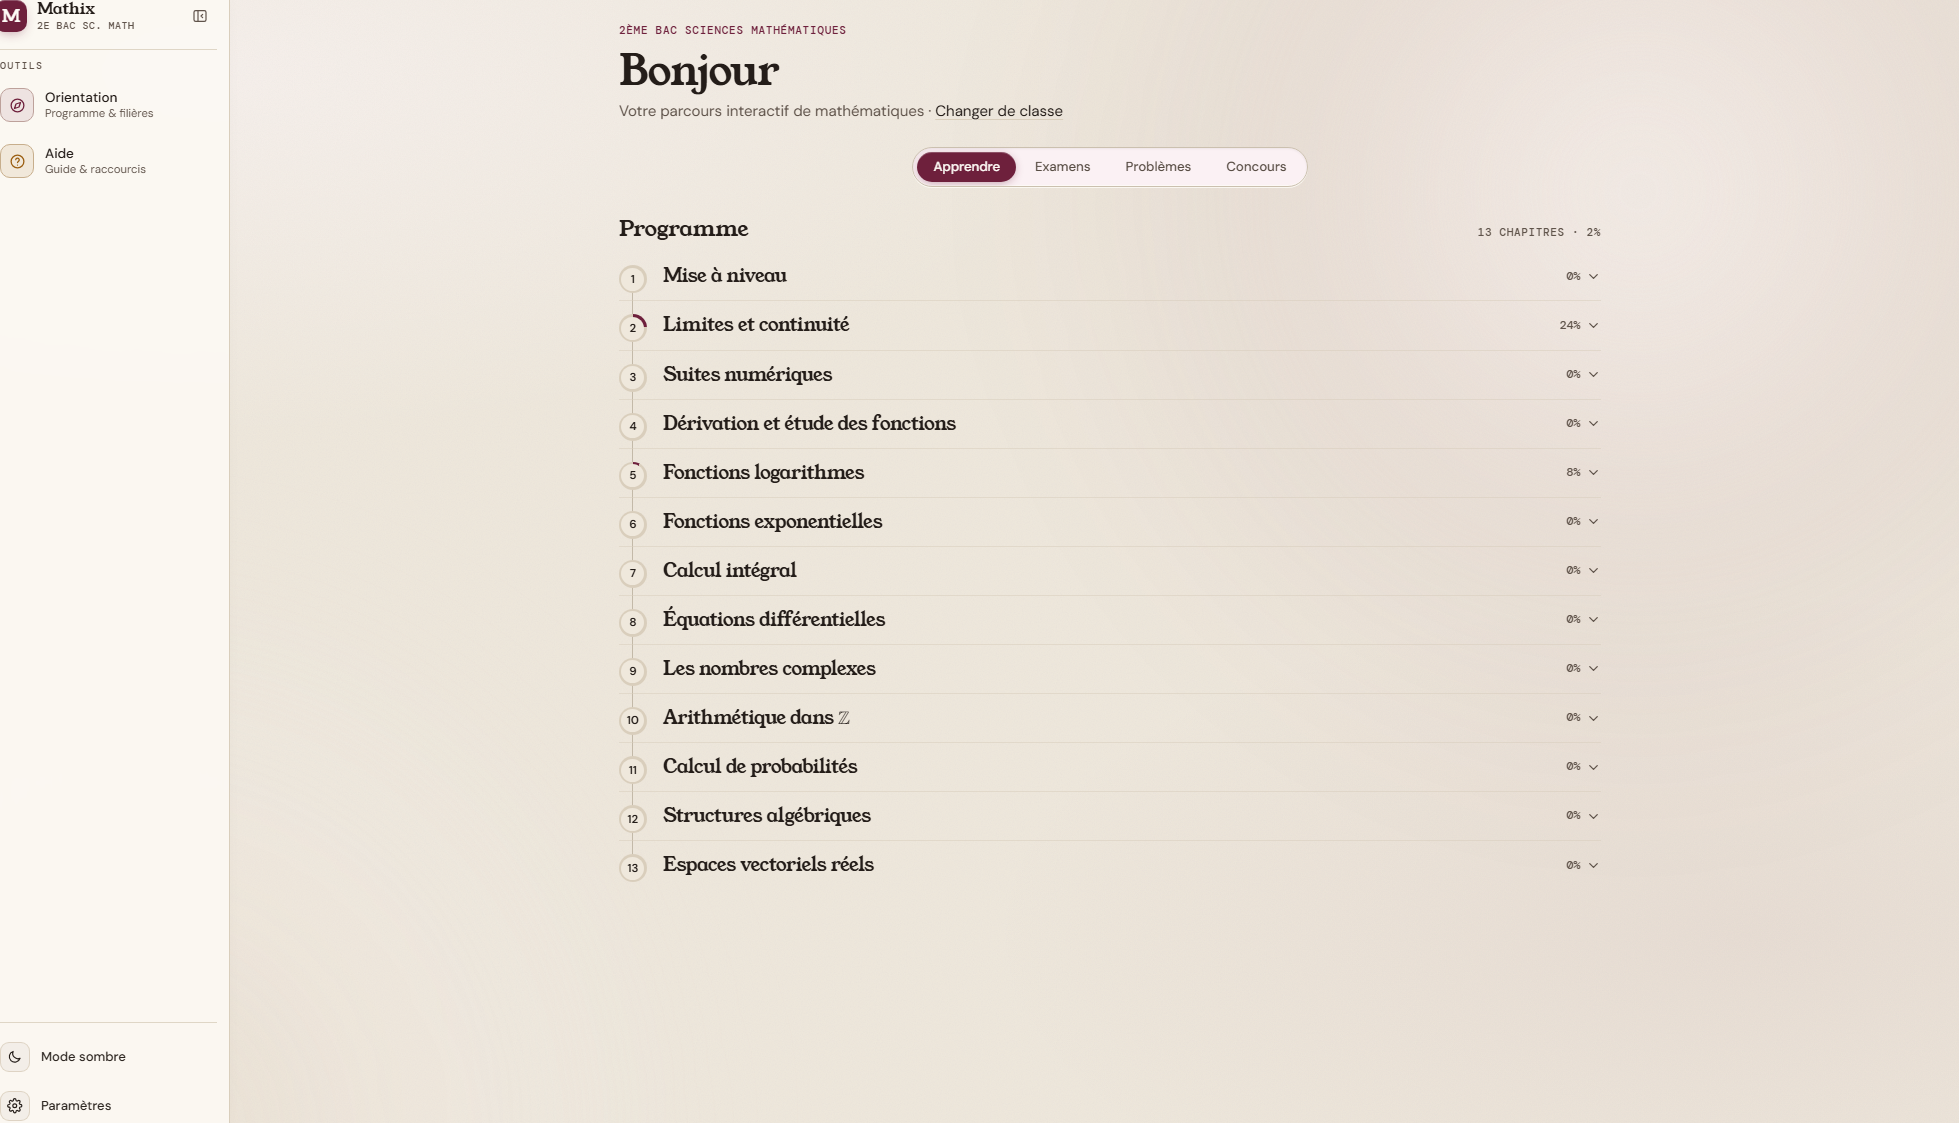 M
Mathix
2E BAC SC. MATH
OUTILS
Orientation
Programme & filières
Aide
Guide & raccourcis
Mode sombre
Paramètres
2ÈME BAC SCIENCES MATHÉMATIQUES
Bonjour
Votre parcours interactif de mathématiques · Changer de classe
Apprendre Examens Problèmes Concours
Programme 13 CHAPITRES · 2%
1 Mise à niveau 0%
2 Limites et continuité 24%
3 Suites numériques 0%
4 Dérivation et étude des fonctions 0%
5 Fonctions logarithmes 8%
6 Fonctions exponentielles 0%
7 Calcul intégral 0%
8 Équations différentielles 0%
9 Les nombres complexes 0%
10 Arithmétique dans ℤ 0%
11 Calcul de probabilités 0%
12 Structures algébriques 0%
13 Espaces vectoriels réels 0%